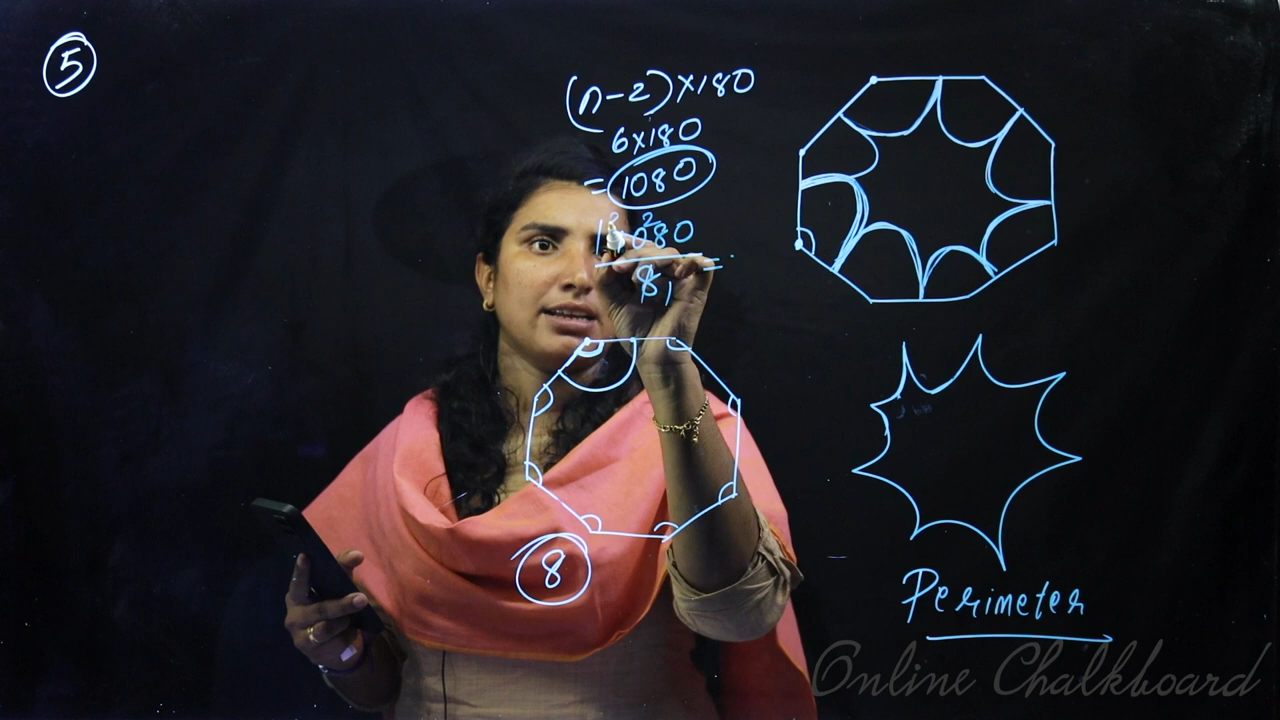 5
(n-2)×180
6×180
=1080
1080
8
8
Perimeter
Online Chalkboard